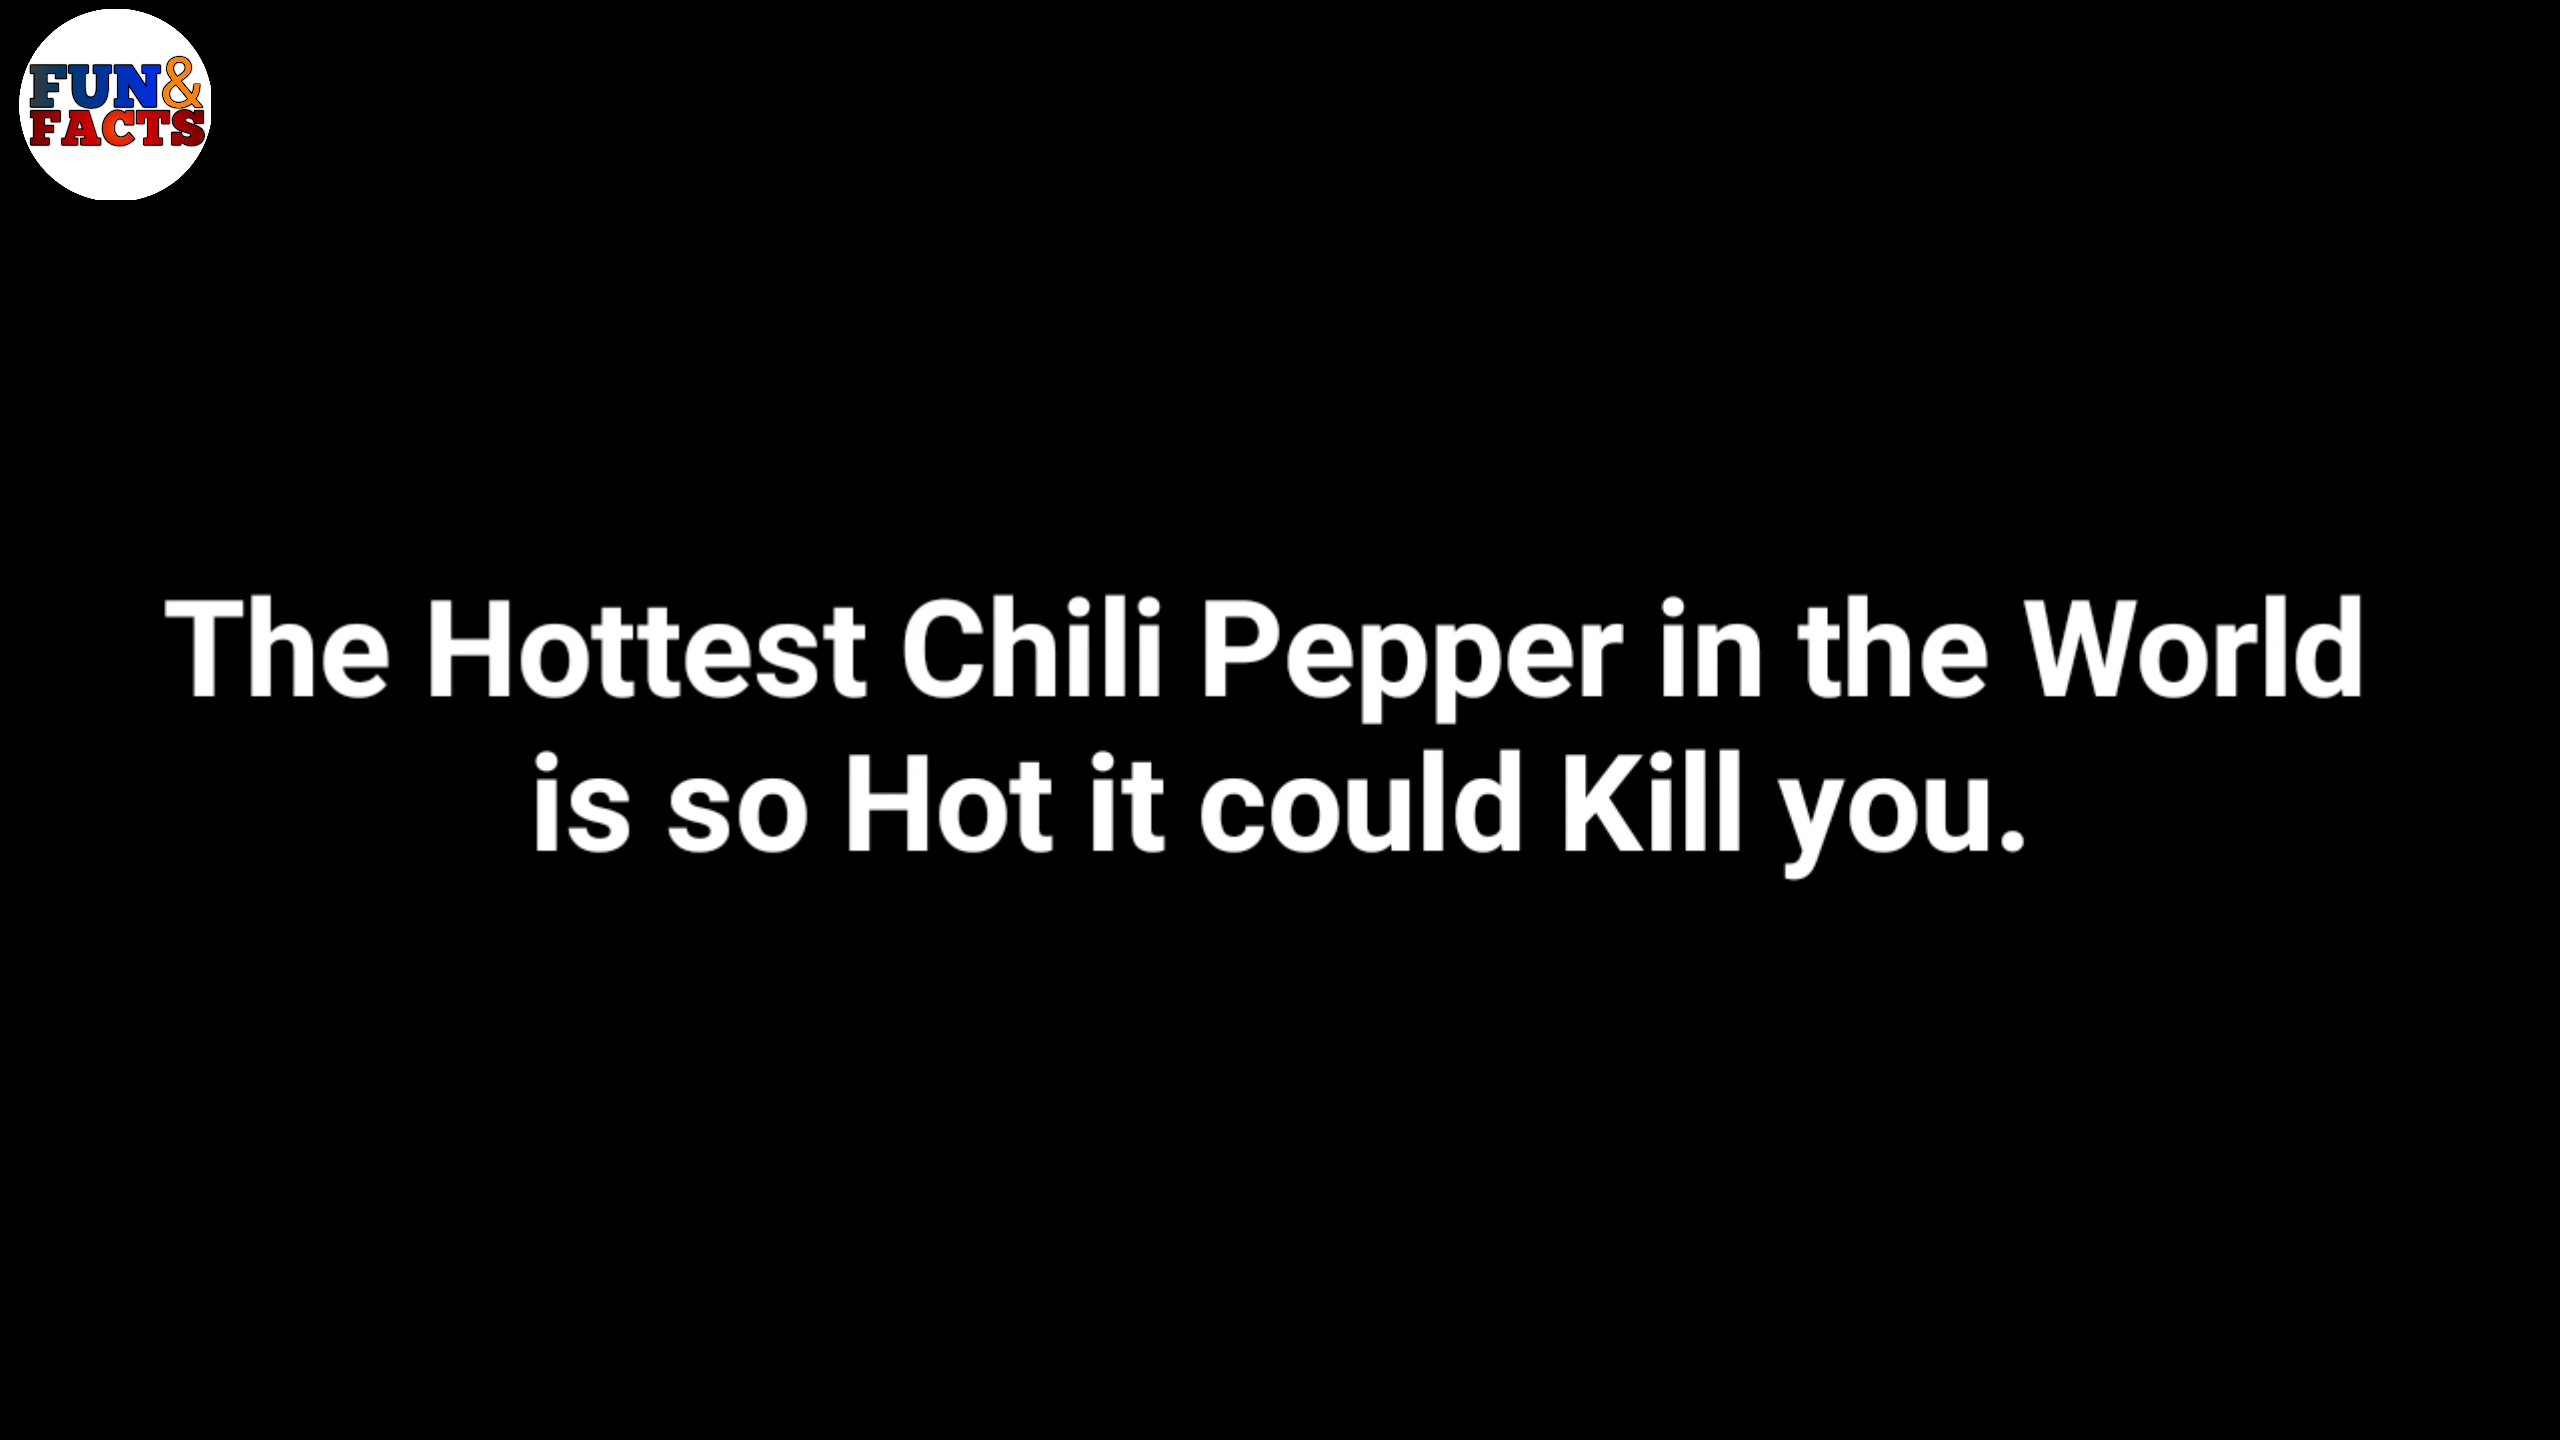 FUN&
FACTS
The Hottest Chili Pepper in the World
is so Hot it could Kill you.